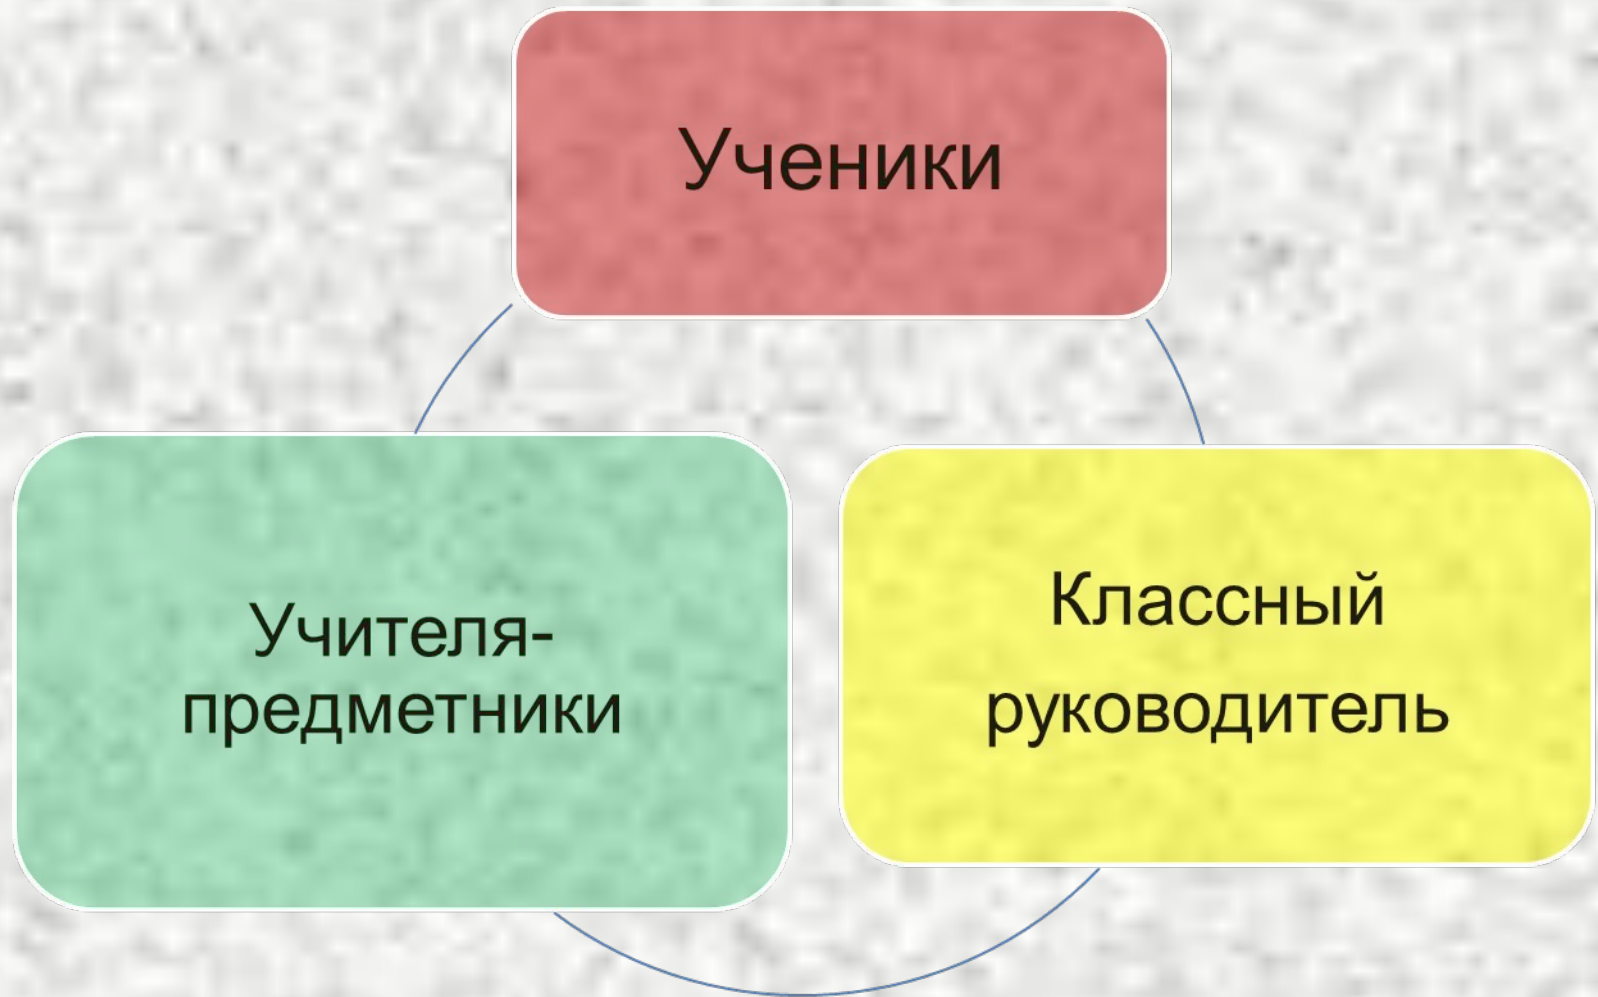 Ученики
Учителя-
предметники
Классный
руководитель